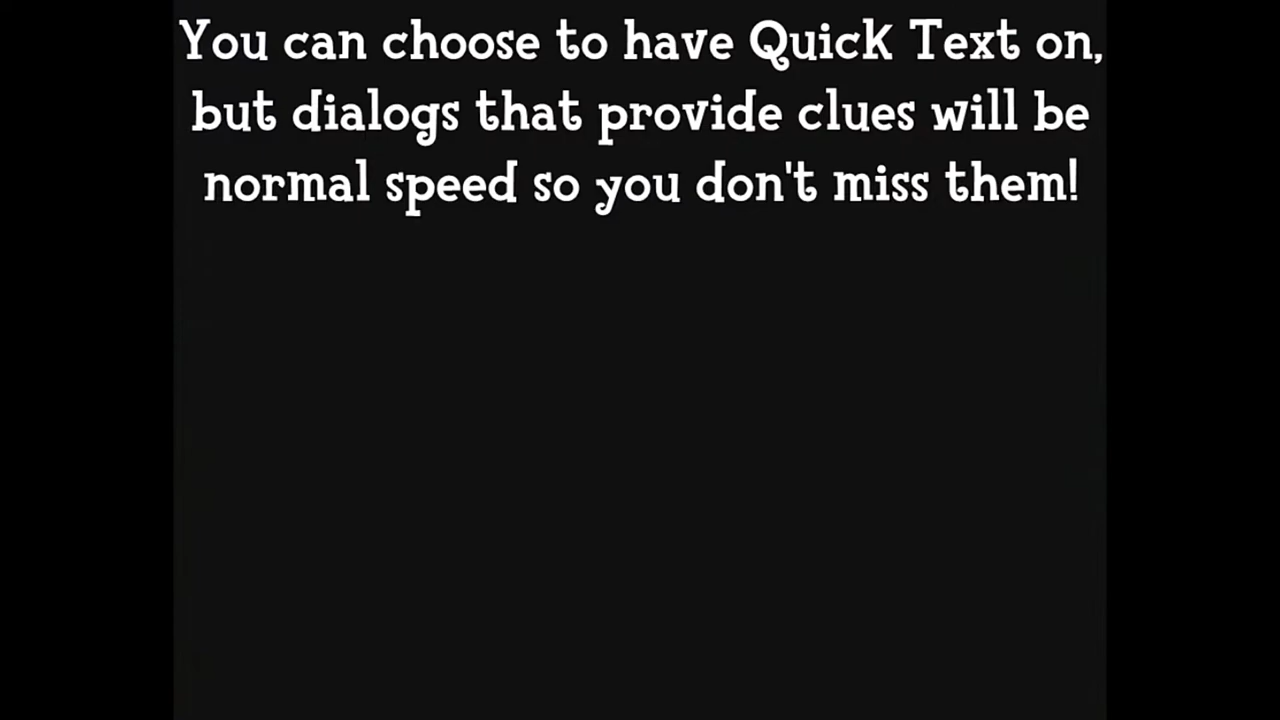 You can choose to have Quick Text on,
but dialogs that provide clues will be
normal speed so you don't miss them!